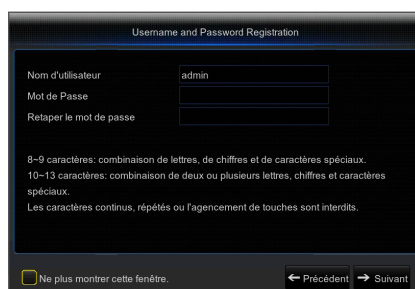 Username and Password Registration
Nom d'utilisateur admin
Mot de Passe
Retaper le mot de passe
8~9 caractères: combinaison de lettres, de chiffres et de caractères spéciaux.
10~13 caractères: combinaison de deux ou plusieurs lettres, chiffres et caractères
spéciaux.
Les caractères continus, répétés ou l'agencement de touches sont interdits.
Ne plus montrer cette fenêtre. Précédent Suivant